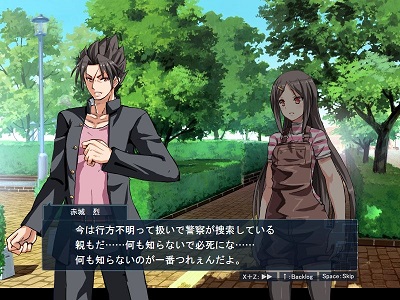 赤城　烈
今は行方不明って扱いで警察が捜索している
親もだ……何も知らないで必死にな……
何も知らないのが一番つれぇんだよ。
X+Z:▶▶ | ↑:Backlog | Space:Skip